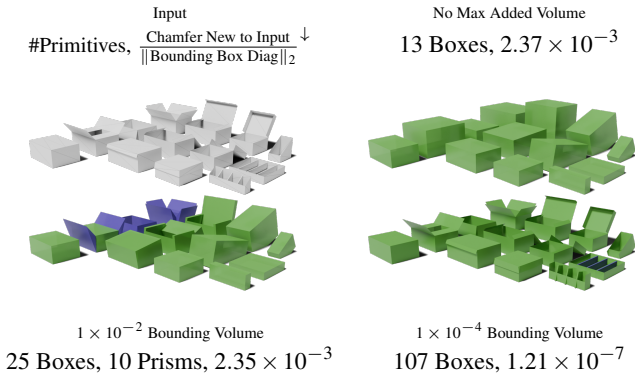 Input
#Primitives, Chamfer New to Input / ||Bounding Box Diag||₂ ↓
No Max Added Volume
13 Boxes, 2.37 × 10⁻³
1 × 10⁻² Bounding Volume
25 Boxes, 10 Prisms, 2.35 × 10⁻³
1 × 10⁻⁴ Bounding Volume
107 Boxes, 1.21 × 10⁻⁷